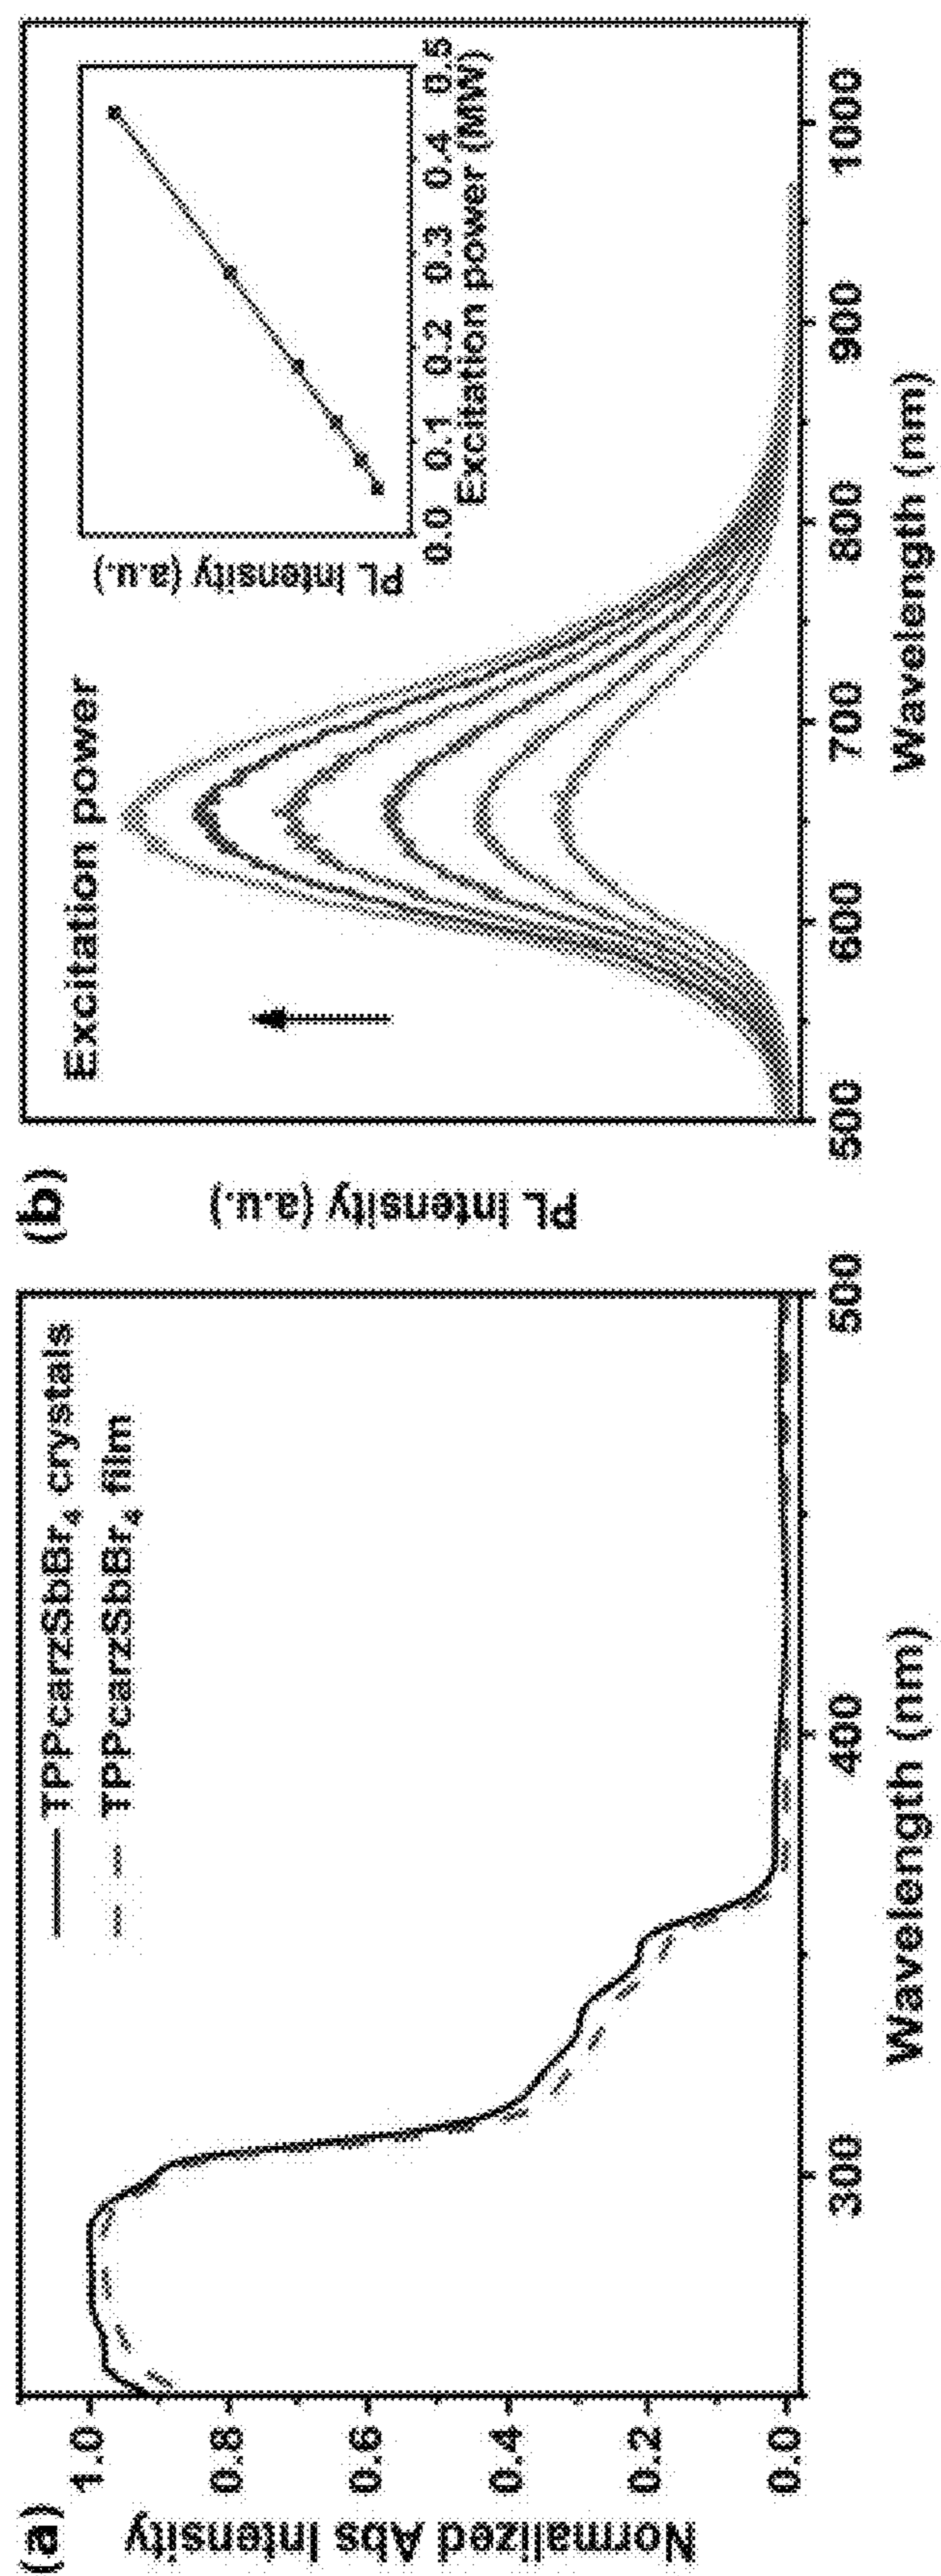 (a)
Normalized Abs Intensity
1.0
0.8
0.6
0.4
0.2
0.0
TPPcarzSbBr4 crystals
TPPcarzSbBr4 film
300
400
500
Wavelength (nm)
(b)
PL Intensity (a.u.)
Excitation power
500
600
700
800
900
1000
Wavelength (nm)
PL Intensity (a.u.)
0.0 0.1 0.2 0.3 0.4 0.5
Excitation power (MW)